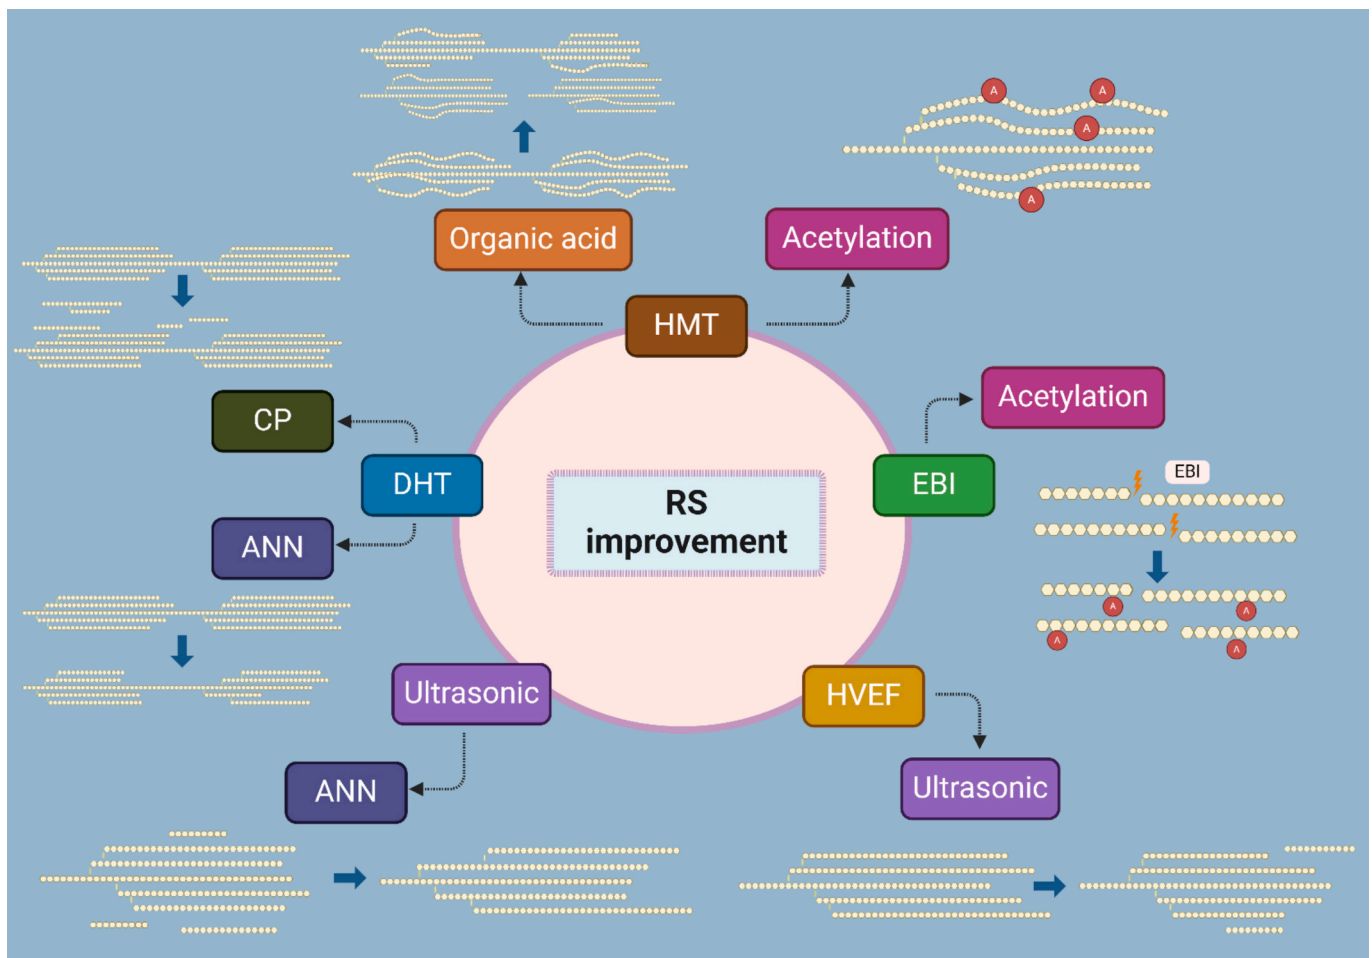 A
A
A
A
Organic acid
Acetylation
HMT
Acetylation
CP
DHT
EBI
EBI
RS
improvement
ANN
A
A
A
A
Ultrasonic
HVEF
ANN
Ultrasonic